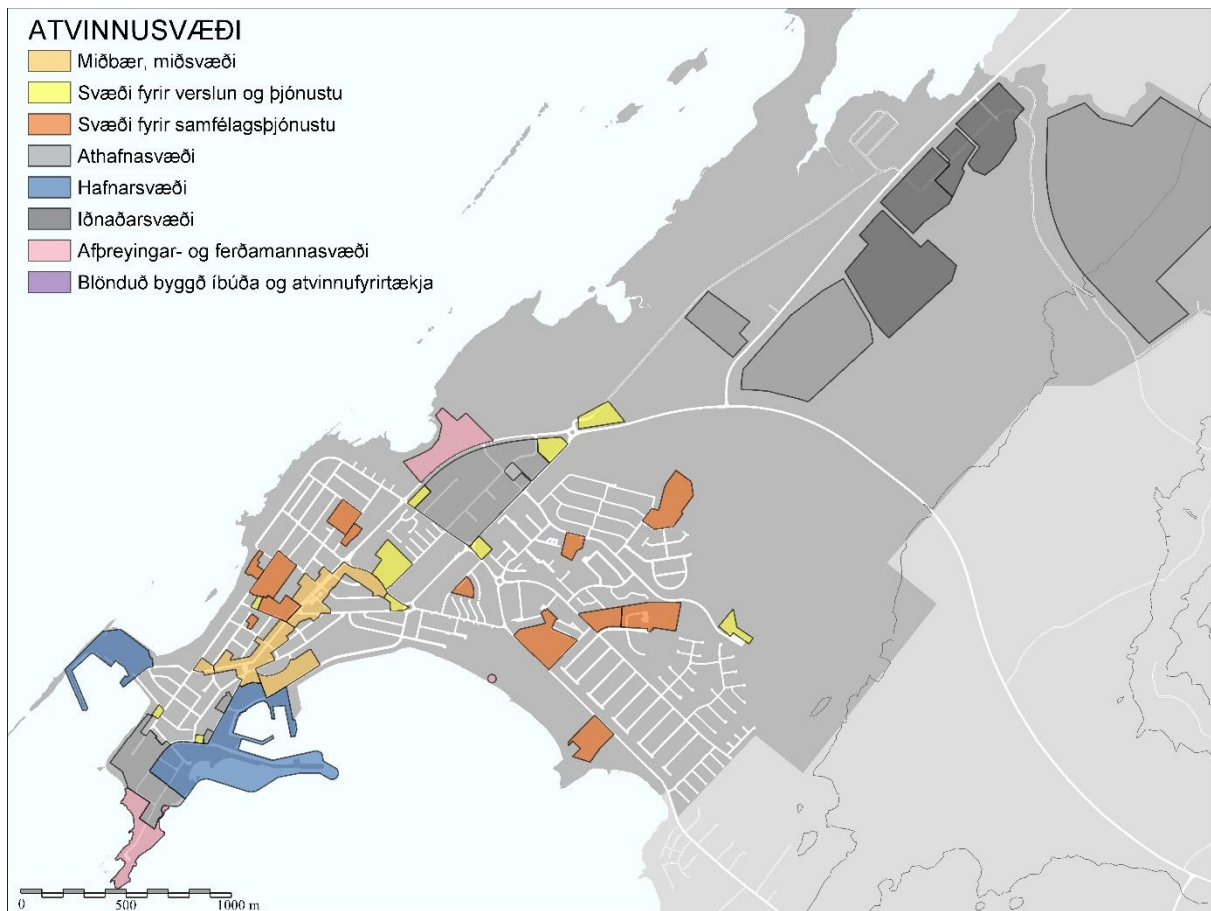 ATVINNUSVÆÐI
Miðbær, miðsvæði
Svæði fyrir verslun og þjónustu
Svæði fyrir samfélagsþjónustu
Athafnasvæði
Hafnarsvæði
Iðnaðarsvæði
Afþreyingar- og ferðamannasvæði
Blönduð byggð íbúða og atvinnufyrirtækja
0 500 1000 m